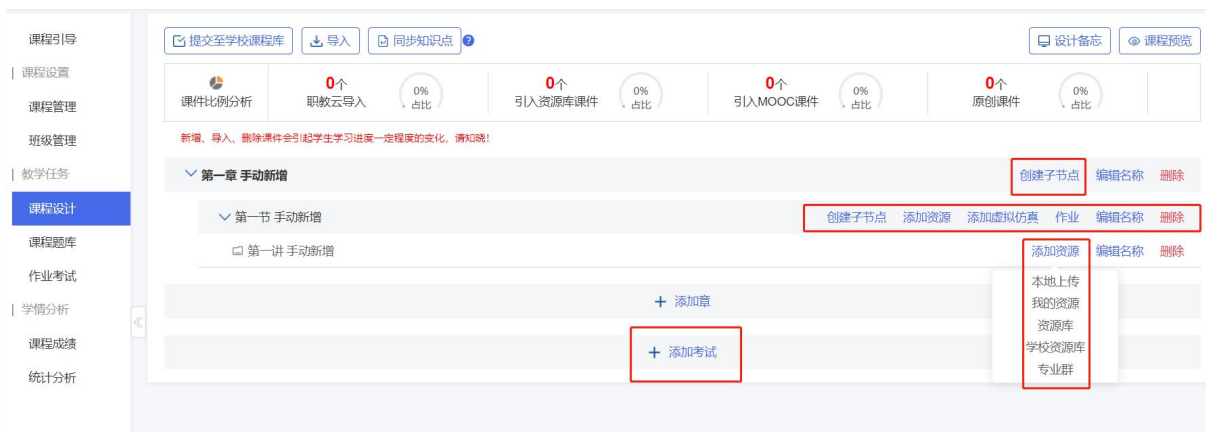 课程引导
课程设置
课程管理
班级管理
教学任务
课程设计
课程题库
作业考试
学情分析
课程成绩
统计分析
提交至学校课程库 导入 同步知识点 ? 设计备忘 课程预览
课件比例分析
0个
职教云导入
0%
占比
0个
引入资源库课件
0%
占比
0个
引入MOOC课件
0%
占比
0个
原创课件
0%
占比
新增、导入、删除课件会引起学生学习进度一定程度的变化，请知晓！
第一章 手动新增 创建子节点 编辑名称 删除
第一节 手动新增 创建子节点 添加资源 添加虚拟仿真 作业 编辑名称 删除
第一讲 手动新增 添加资源 编辑名称 删除
本地上传
我的资源
资源库
学校资源库
专业群
+ 添加章
+ 添加考试